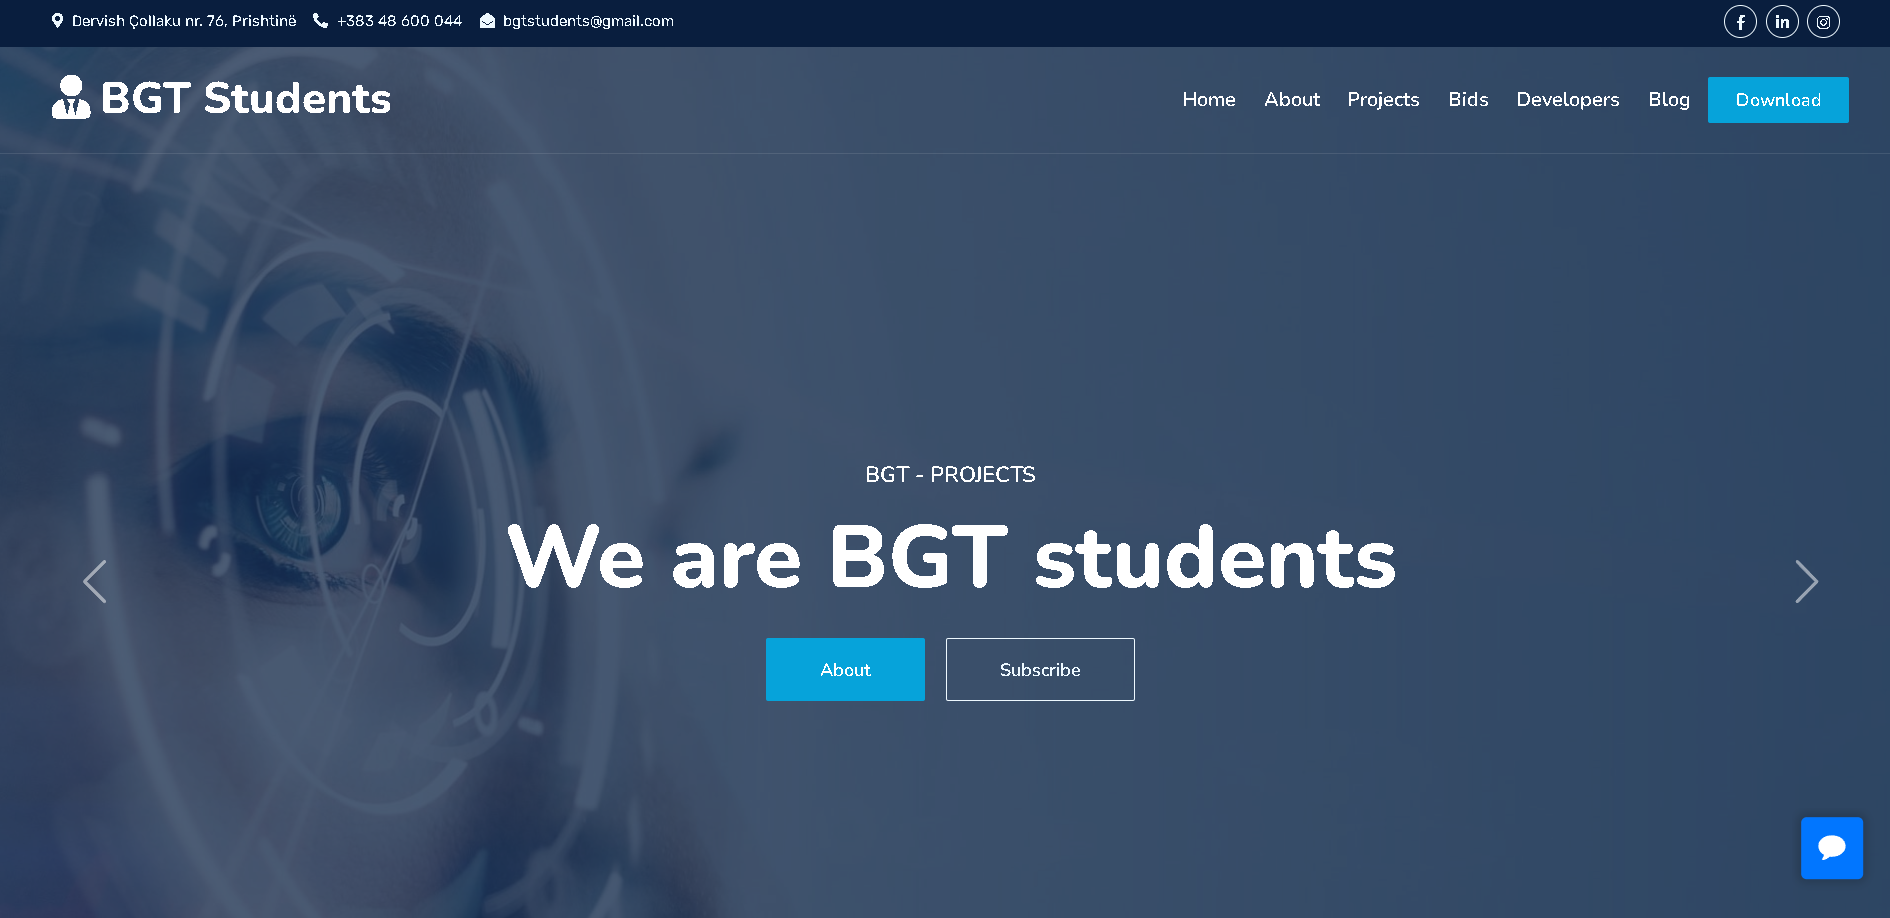 Dervish Çollaku nr. 76, Prishtinë +383 48 600 044 bgtstudents@gmail.com
BGT Students
Home About Projects Bids Developers Blog Download
BGT - PROJECTS
We are BGT students
About Subscribe